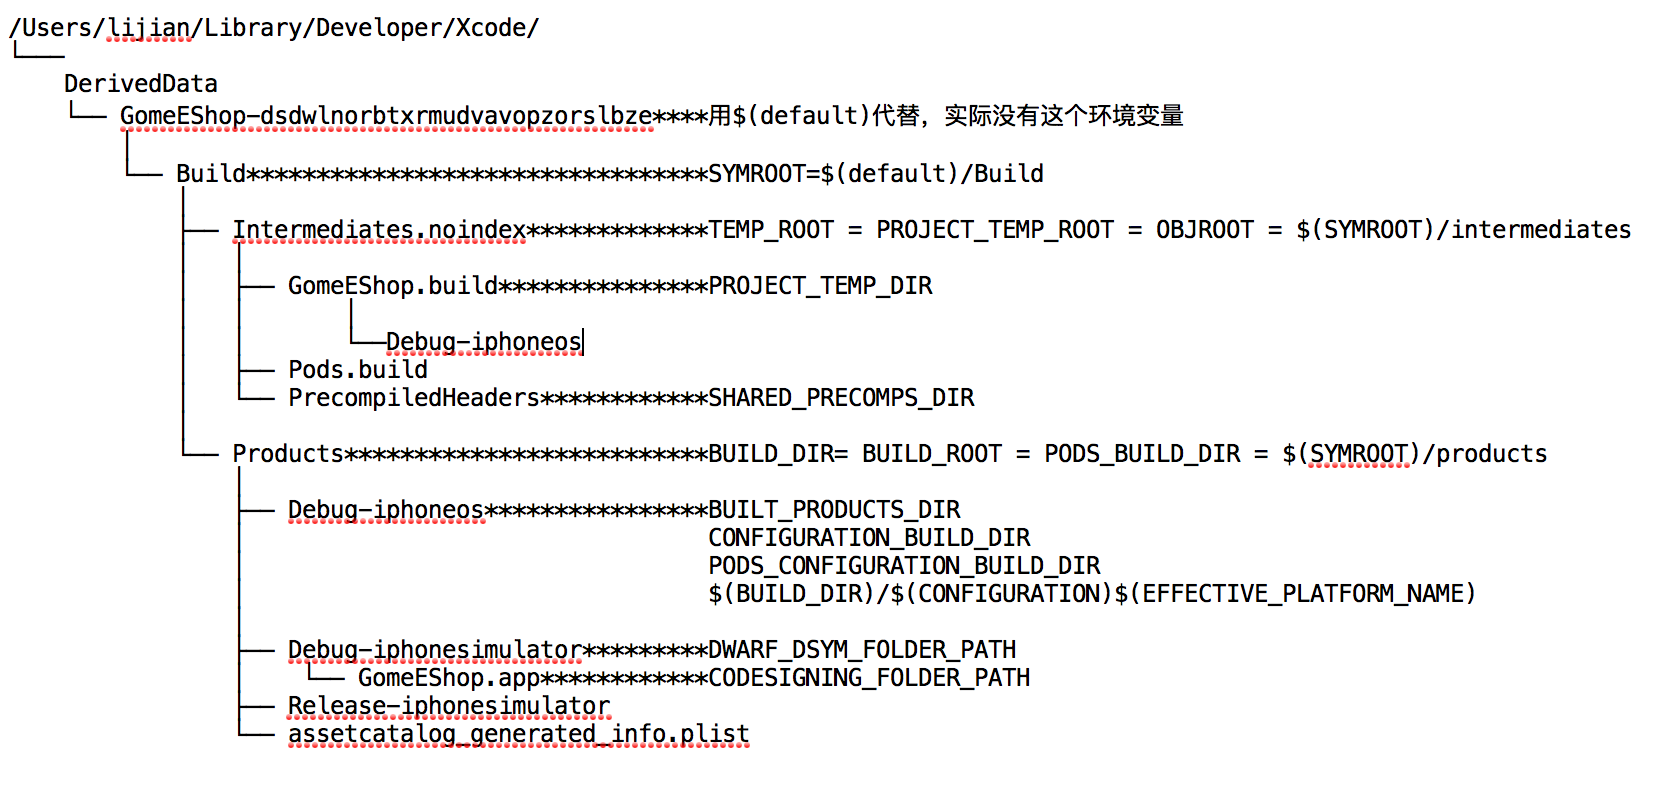 /Users/lijian/Library/Developer/Xcode/
└───
DerivedData
└── GomeEShop-dsdwlnorbtxrmudvavopzorslbze****用$(default)代替，实际没有这个环境变量
└── Build*********************************SYMROOT=$(default)/Build
├── Intermediates.noindex*************TEMP_ROOT = PROJECT_TEMP_ROOT = OBJROOT = $(SYMROOT)/intermediates
├── GomeEShop.build***************PROJECT_TEMP_DIR
└──Debug-iphoneos
├── Pods.build
└── PrecompiledHeaders************SHARED_PRECOMPS_DIR
└── Products**************************BUILD_DIR= BUILD_ROOT = PODS_BUILD_DIR = $(SYMROOT)/products
├── Debug-iphoneos****************BUILT_PRODUCTS_DIR
CONFIGURATION_BUILD_DIR
PODS_CONFIGURATION_BUILD_DIR
$(BUILD_DIR)/$(CONFIGURATION)$(EFFECTIVE_PLATFORM_NAME)
├── Debug-iphonesimulator*********DWARF_DSYM_FOLDER_PATH
└── GomeEShop.app************CODESIGNING_FOLDER_PATH
├── Release-iphonesimulator
└── assetcatalog_generated_info.plist